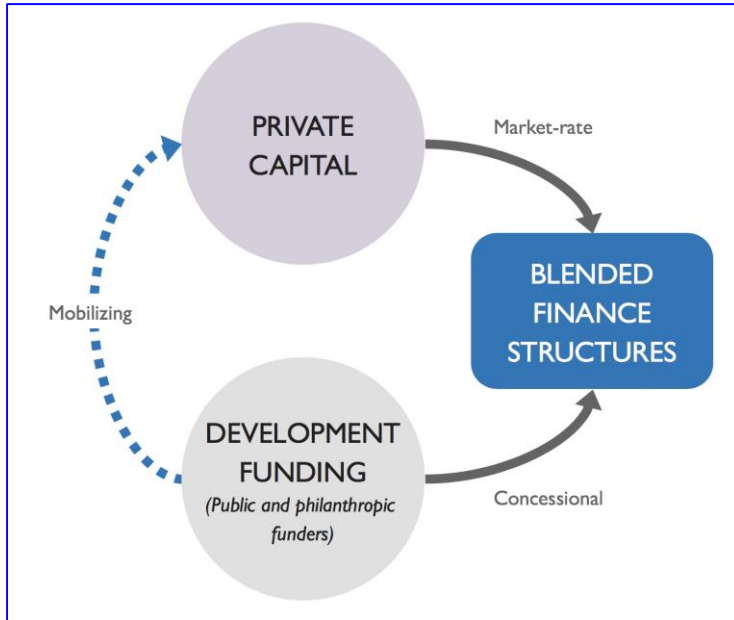 PRIVATE
CAPITAL
Market-rate
BLENDED
FINANCE
STRUCTURES
Mobilizing
DEVELOPMENT
FUNDING
(Public and philanthropic
funders)
Concessional